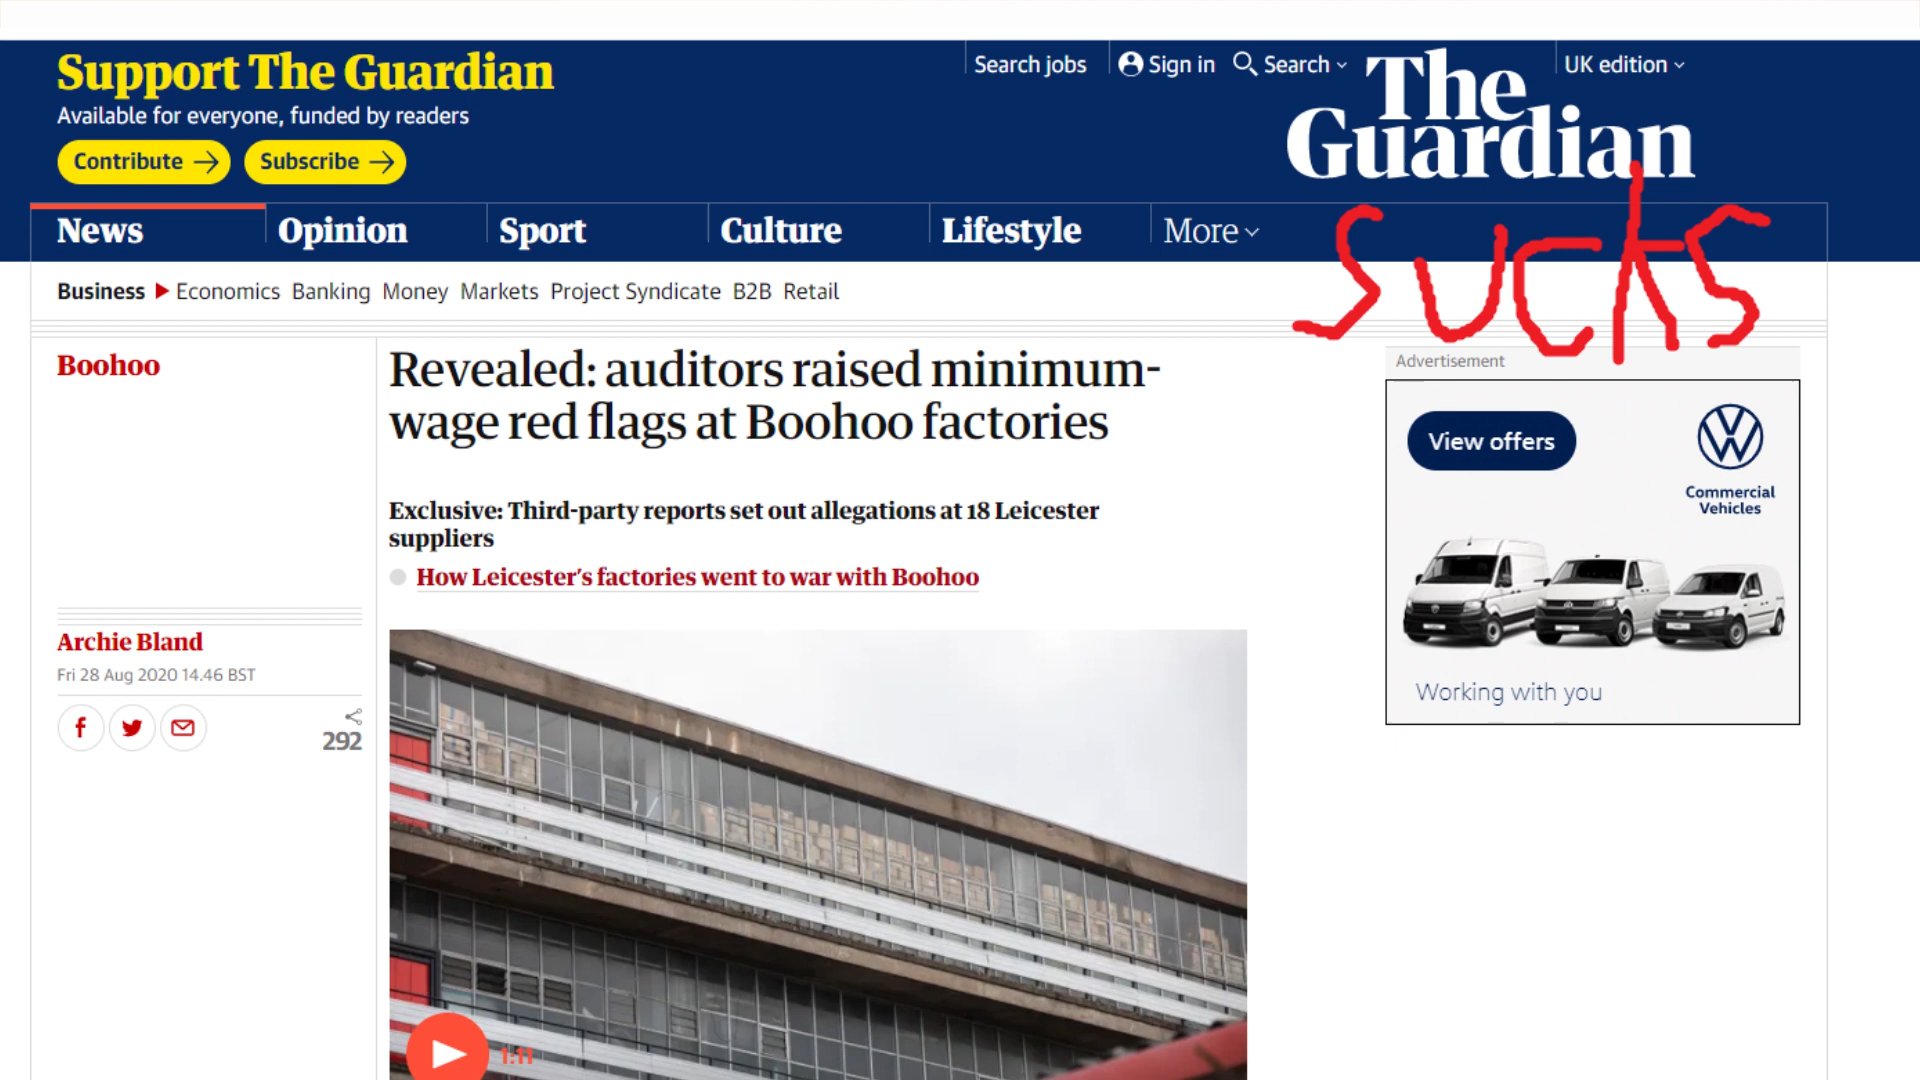 Support The Guardian
Available for everyone, funded by readers
Contribute
Subscribe
Search jobs
Sign in
Search
UK edition
The
Guardian
SUCKS
News
Opinion
Sport
Culture
Lifestyle
More
Business
Economics
Banking
Money
Markets
Project Syndicate
B2B
Retail
Boohoo
Revealed: auditors raised minimum-
wage red flags at Boohoo factories
Exclusive: Third-party reports set out allegations at 18 Leicester
suppliers
How Leicester's factories went to war with Boohoo
Archie Bland
Fri 28 Aug 2020 14.46 BST
292
1:11
Advertisement
View offers
Commercial
Vehicles
Working with you